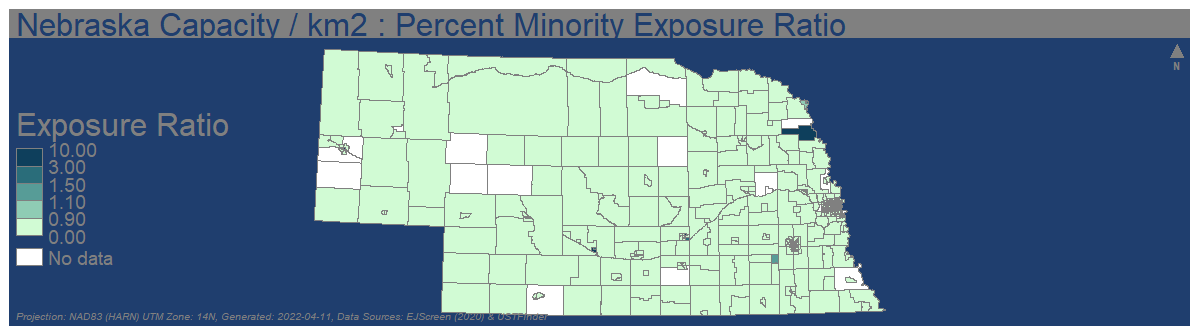 Nebraska Capacity / km2 : Percent Minority Exposure Ratio
N
Exposure Ratio
10.00
3.00
1.50
1.10
0.90
0.00
No data
Projection: NAD83 (HARN) UTM Zone: 14N, Generated: 2022-04-11, Data Sources: EJScreen (2020) & USTFinder